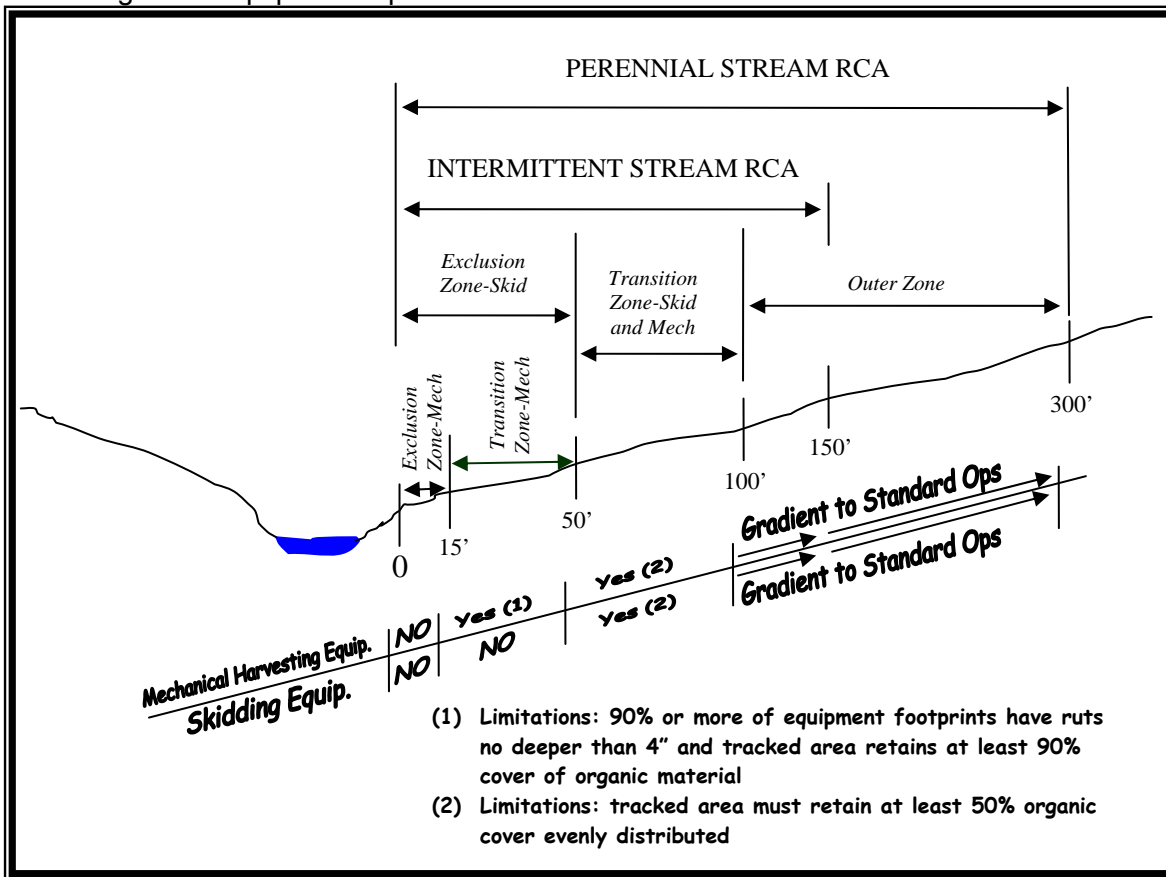 PERENNIAL STREAM RCA
INTERMITTENT STREAM RCA
Exclusion
Zone-Skid
Transition
Zone-Skid
and Mech
Outer Zone
Exclusion
Zone-Mech
Transition
Zone-Mech
0
15’
50’
100’
150’
300’
Mechanical Harvesting Equip.
NO
Yes (1)
Yes (2)
Gradient to Standard Ops
Skidding Equip.
NO
NO
Yes (2)
Gradient to Standard Ops
(1) Limitations: 90% or more of equipment footprints have ruts
no deeper than 4” and tracked area retains at least 90%
cover of organic material
(2) Limitations: tracked area must retain at least 50% organic
cover evenly distributed